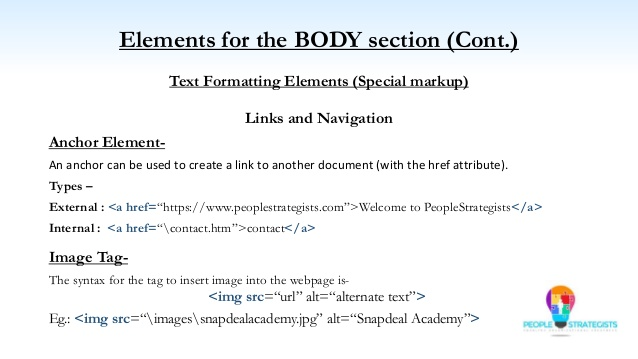 Elements for the BODY section (Cont.)
Text Formatting Elements (Special markup)
Links and Navigation
Anchor Element-
An anchor can be used to create a link to another document (with the href attribute).
Types –
External : <a href=“https://www.peoplestrategists.com”>Welcome to PeopleStrategists</a>
Internal : <a href=“\contact.htm”>contact</a>
Image Tag-
The syntax for the tag to insert image into the webpage is-
<img src=“url” alt=“alternate text”>
Eg.: <img src=“\images\snapdealacademy.jpg” alt=“Snapdeal Academy”>
PEOPLE STRATEGISTS